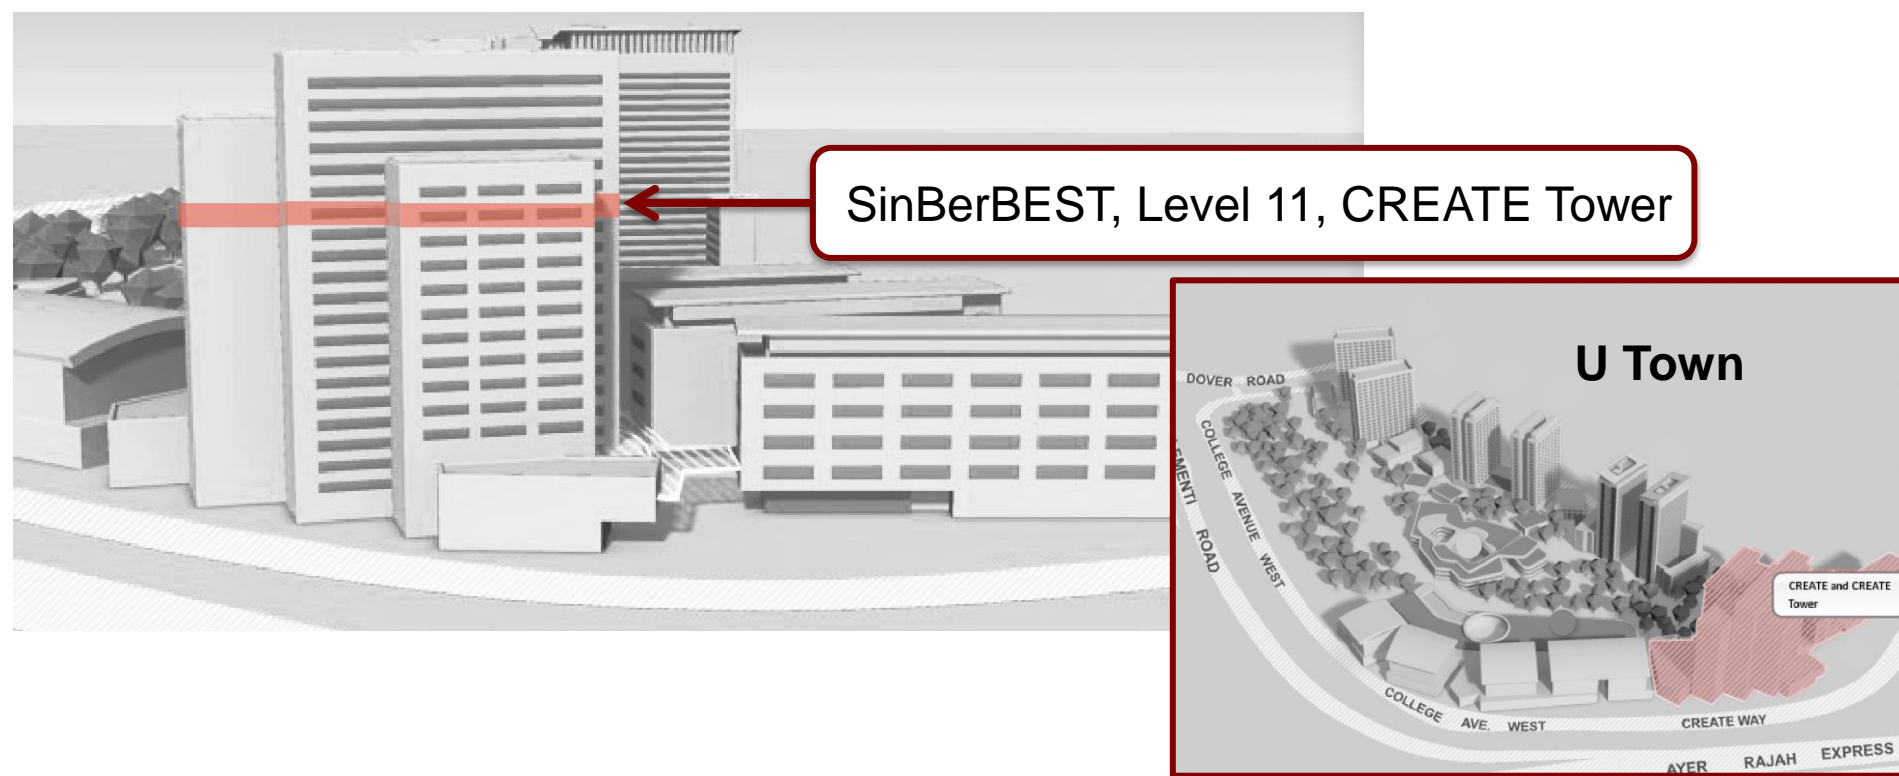 SinBerBEST, Level 11, CREATE Tower
U Town
DOVER ROAD
EMENTI ROAD
COLLEGE AVENUE WEST
CREATE and CREATE
Tower
COLLEGE AVE. WEST
CREATE WAY
AYER RAJAH EXPRESS